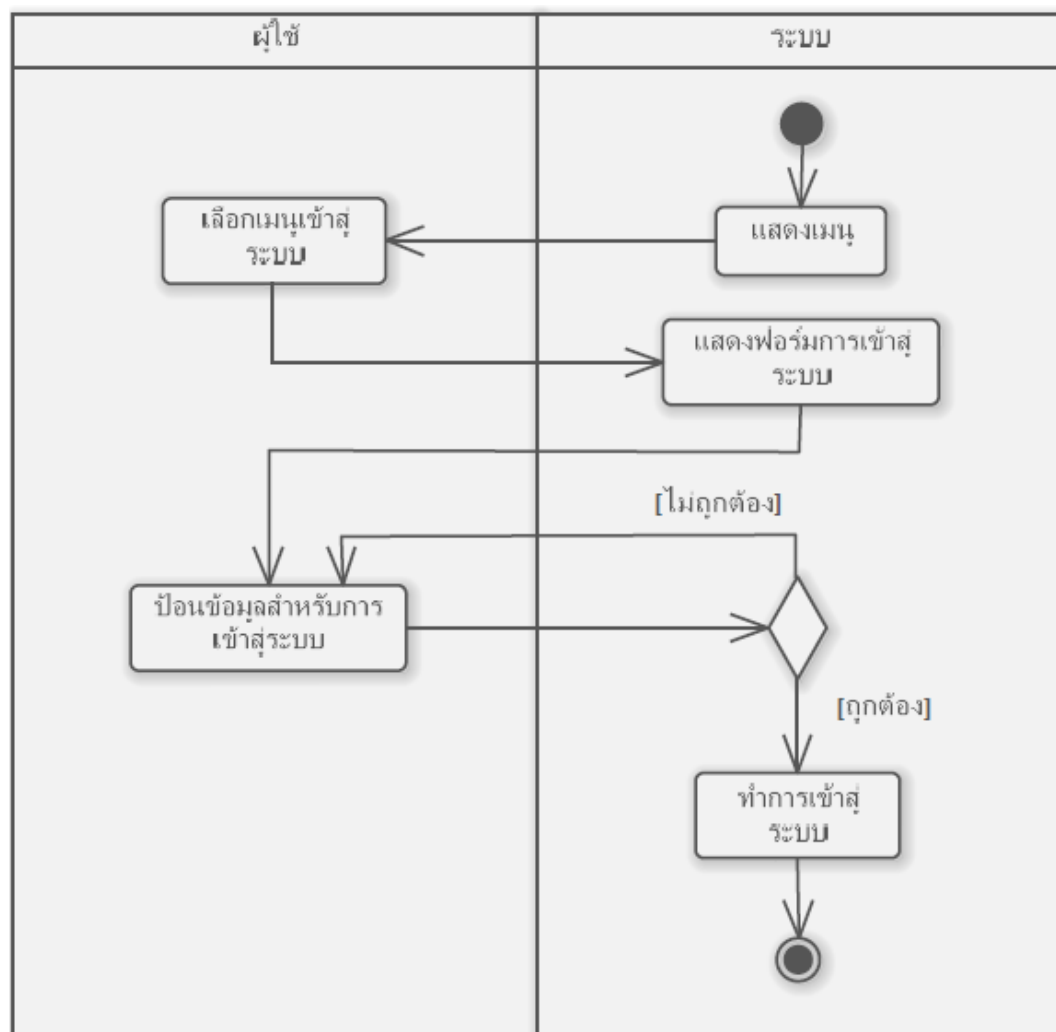 ผู้ใช้
ระบบ
แสดงเมนู
เลือกเมนูเข้าสู่
ระบบ
แสดงฟอร์มการเข้าสู่
ระบบ
[ไม่ถูกต้อง]
ป้อนข้อมูลสำหรับการ
เข้าสู่ระบบ
[ถูกต้อง]
ทำการเข้าสู่
ระบบ